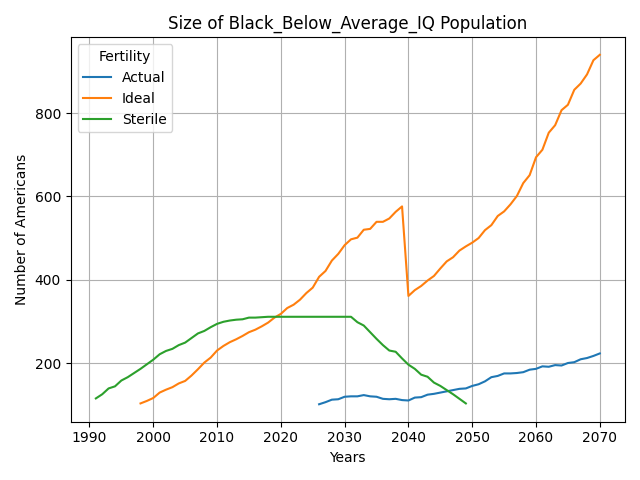 Size of Black_Below_Average_IQ Population
Fertility
Actual
Ideal
Sterile
Number of Americans
800
600
400
200
1990 2000 2010 2020 2030 2040 2050 2060 2070
Years